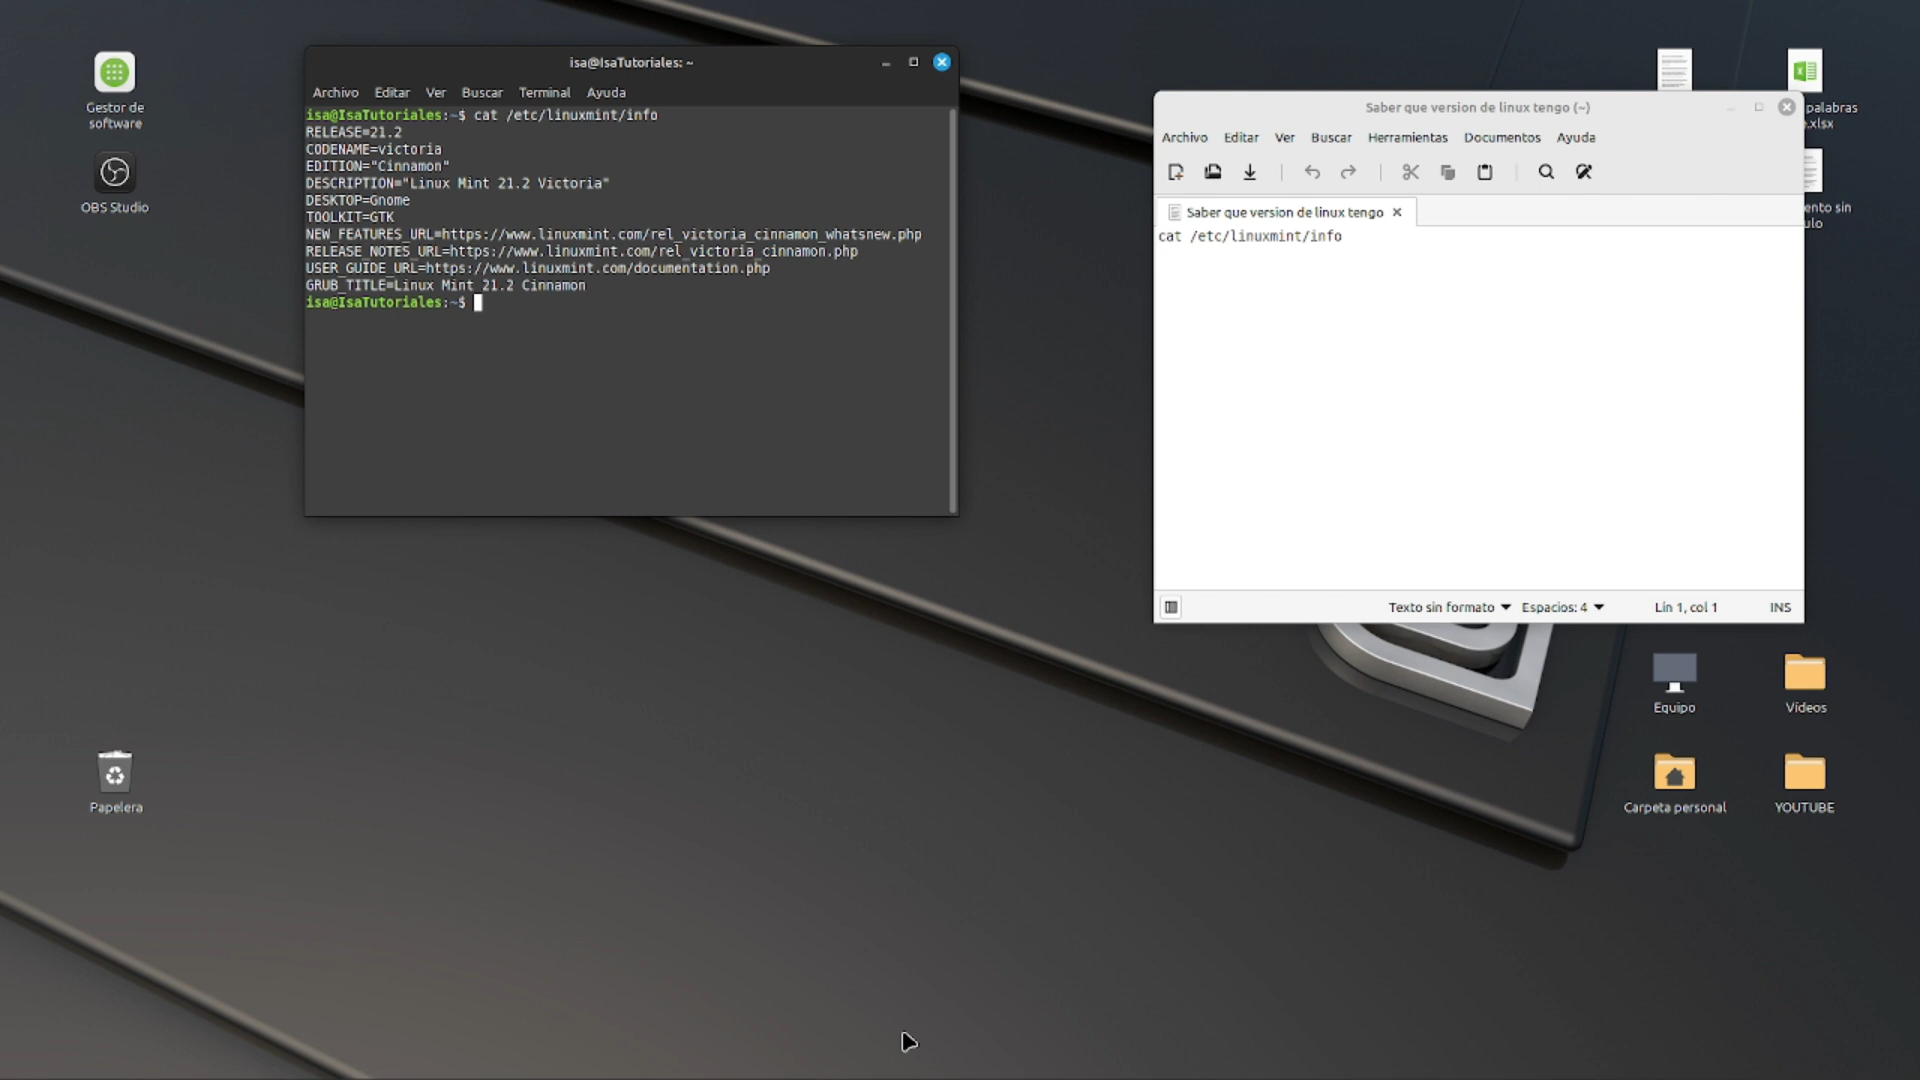 Gestor de
software
OBS Studio
Papelera
isa@IsaTutoriales: ~
Archivo Editar Ver Buscar Terminal Ayuda
isa@IsaTutoriales:~$ cat /etc/linuxmint/info
RELEASE=21.2
CODENAME=victoria
EDITION="Cinnamon"
DESCRIPTION="Linux Mint 21.2 Victoria"
DESKTOP=Gnome
TOOLKIT=GTK
NEW_FEATURES_URL=https://www.linuxmint.com/rel_victoria_cinnamon_whatsnew.php
RELEASE_NOTES_URL=https://www.linuxmint.com/rel_victoria_cinnamon.php
USER_GUIDE_URL=https://www.linuxmint.com/documentation.php
GRUB_TITLE=Linux Mint 21.2 Cinnamon
isa@IsaTutoriales:~$
Saber que version de linux tengo (~)
Archivo Editar Ver Buscar Herramientas Documentos Ayuda
Saber que version de linux tengo
cat /etc/linuxmint/info
Texto sin formato Espacios: 4 Lin 1, col 1 INS
palabras
.xlsx
ento sin
ulo
Equipo
Vídeos
Carpeta personal
YOUTUBE